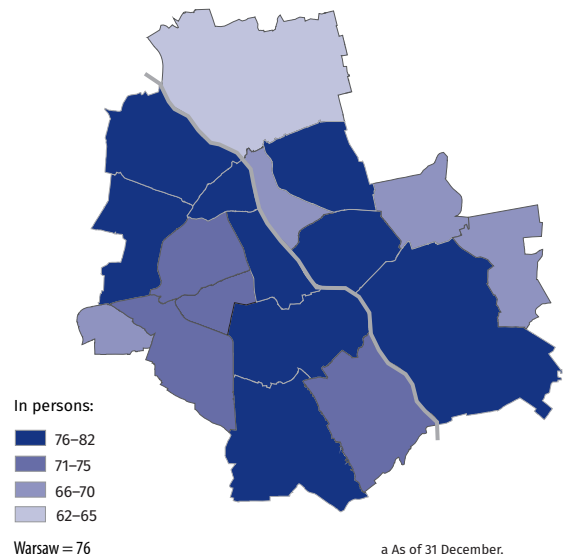 In persons:
76–82
71–75
66–70
62–65
Warsaw = 76
a As of 31 December.